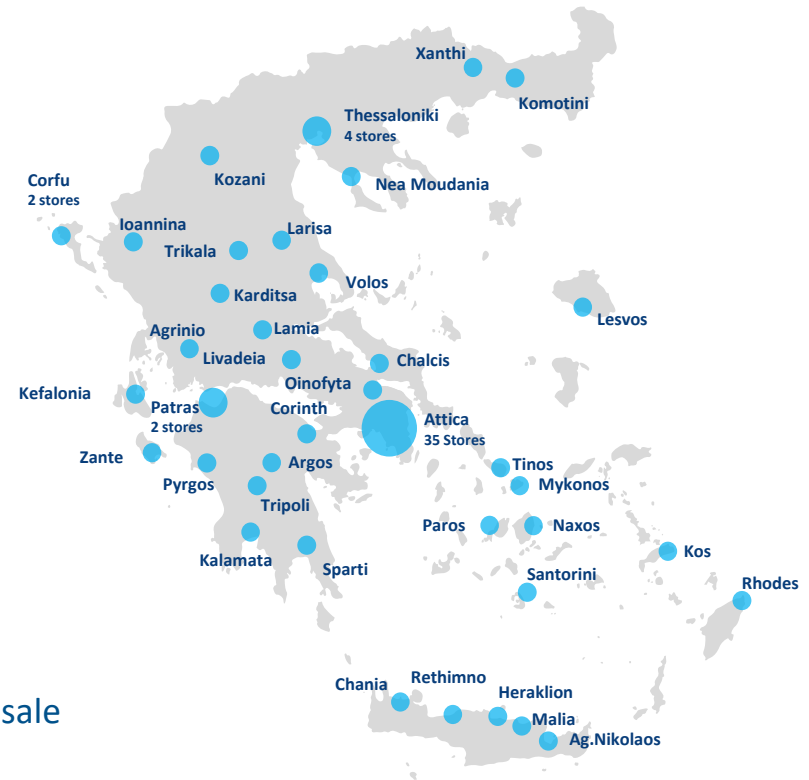 Xanthi
Komotini
Thessaloniki
4 stores
Kozani
Nea Moudania
Corfu
2 stores
Ioannina
Larisa
Trikala
Volos
Karditsa
Lesvos
Agrinio
Lamia
Livadeia
Chalcis
Kefalonia
Oinofyta
Patras
2 stores
Corinth
Attica
35 Stores
Zante
Pyrgos
Argos
Tinos
Mykonos
Tripoli
Paros
Naxos
Kalamata
Sparti
Kos
Santorini
Rhodes
Chania
Rethimno
Heraklion
sale
Malia
Ag.Nikolaos